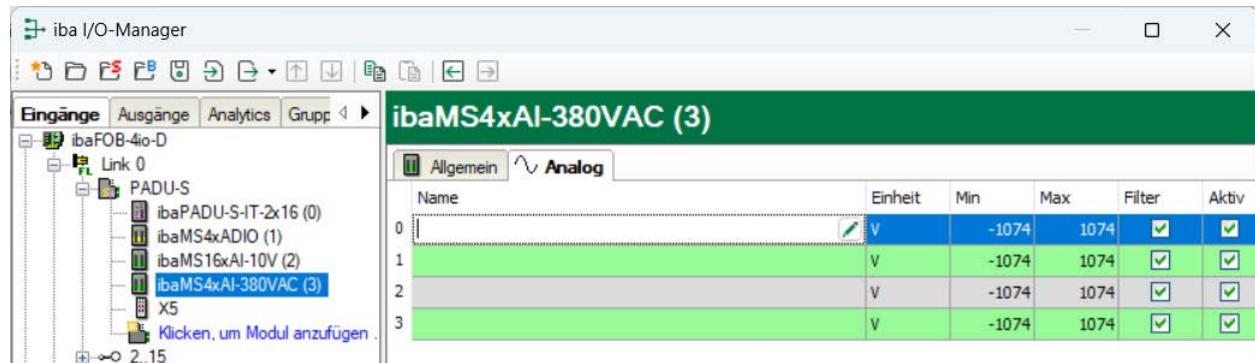 iba I/O-Manager
Eingänge Ausgänge Analytics Grupp
ibaFOB-4io-D
Link 0
PADU-S
ibaPADU-S-IT-2x16 (0)
ibaMS4xADIO (1)
ibaMS16xAI-10V (2)
ibaMS4xAI-380VAC (3)
X5
Klicken, um Modul anzufügen .
2..15
ibaMS4xAI-380VAC (3)
Allgemein Analog
Name Einheit Min Max Filter Aktiv
0 V -1074 1074
1 V -1074 1074
2 V -1074 1074
3 V -1074 1074